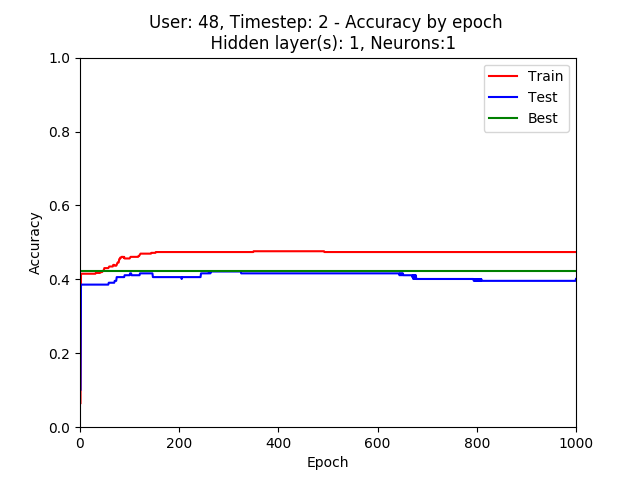 User: 48, Timestep: 2 - Accuracy by epoch
Hidden layer(s): 1, Neurons:1
1.0
0.8
0.6
0.4
0.2
0.0
Accuracy
Train
Test
Best
0 200 400 600 800 1000
Epoch